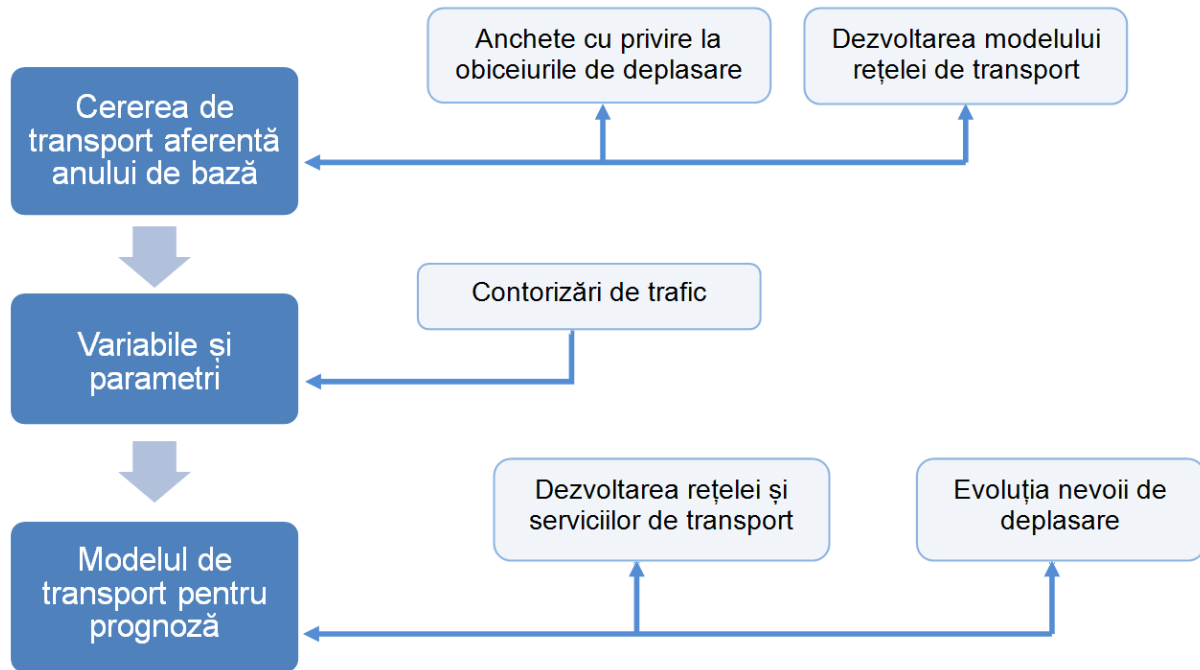 Anchete cu privire la
obiceiurile de deplasare
Dezvoltarea modelului
rețelei de transport
Cererea de
transport aferentă
anului de bază
Contorizări de trafic
Variabile și
parametri
Dezvoltarea rețelei și
serviciilor de transport
Evoluția nevoii de
deplasare
Modelul de
transport pentru
prognoză